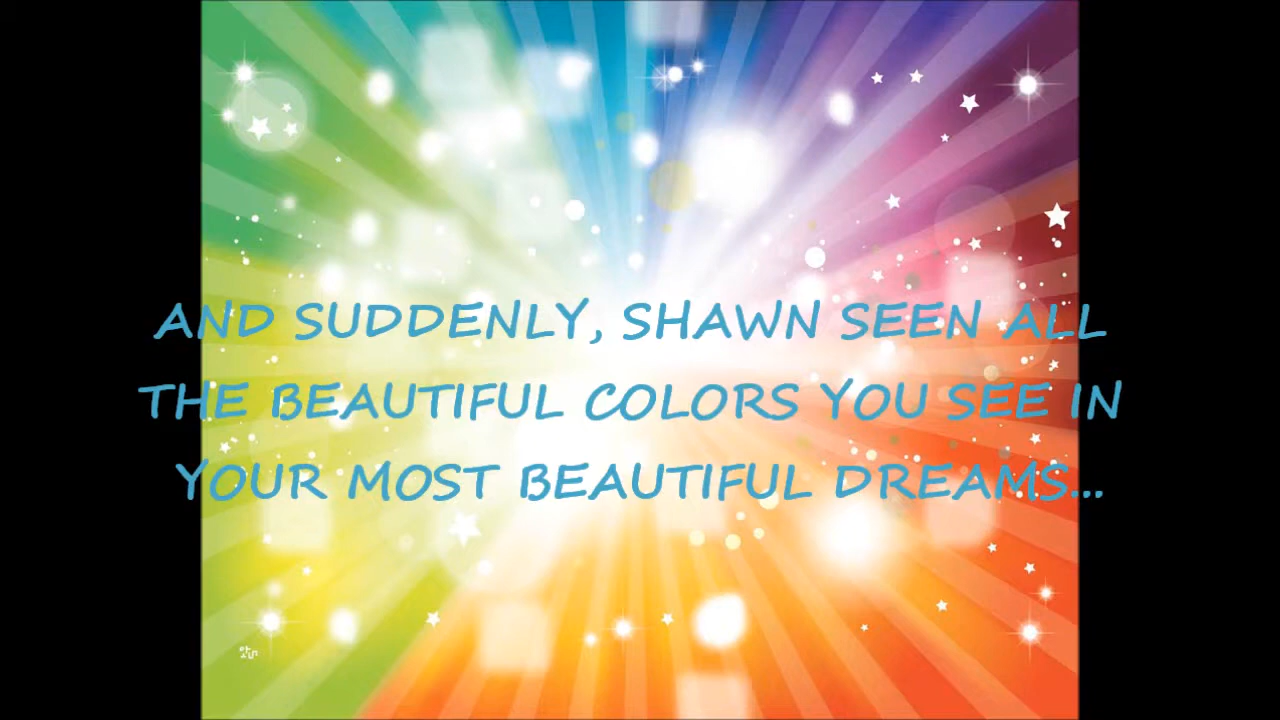 AND SUDDENLY, SHAWN SEEN ALL
THE BEAUTIFUL COLORS YOU SEE IN
YOUR MOST BEAUTIFUL DREAMS...